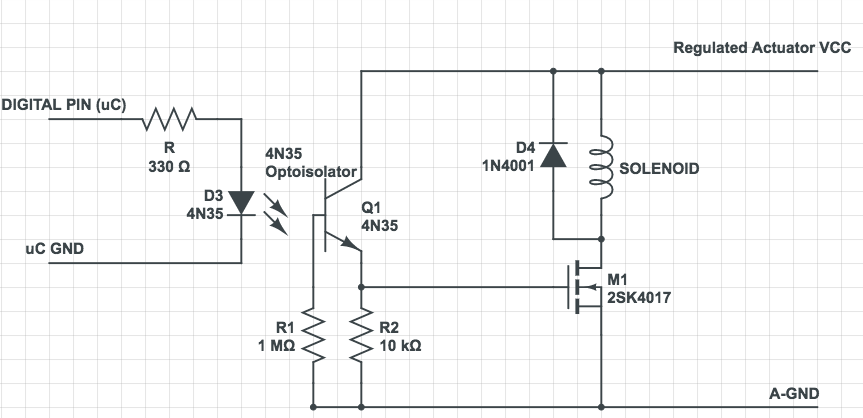 Regulated Actuator VCC
DIGITAL PIN (uC)
R
330 Ω
4N35
Optoisolator
D4
1N4001
SOLENOID
D3
4N35
Q1
4N35
uC GND
M1
2SK4017
R1
1 MΩ
R2
10 kΩ
A-GND